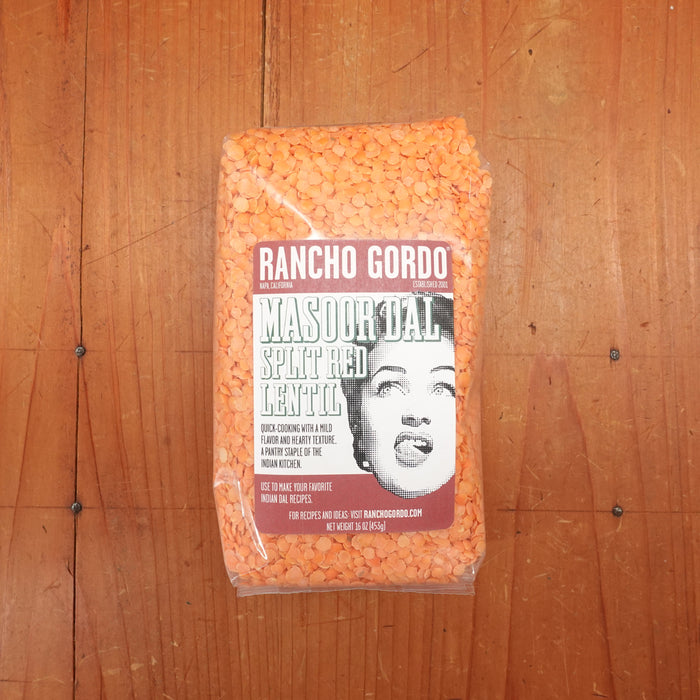 RANCHO GORDO
NAPA, CALIFORNIA ESTABLISHED 2001
MASOOR DAL
SPLIT RED
LENTIL
QUICK-COOKING WITH A MILD
FLAVOR AND HEARTY TEXTURE.
A PANTRY STAPLE OF THE
INDIAN KITCHEN.
USE TO MAKE YOUR FAVORITE
INDIAN DAL RECIPES.
FOR RECIPES AND IDEAS: VISIT RANCHOGORDO.COM
NET WEIGHT 16 OZ [453g]